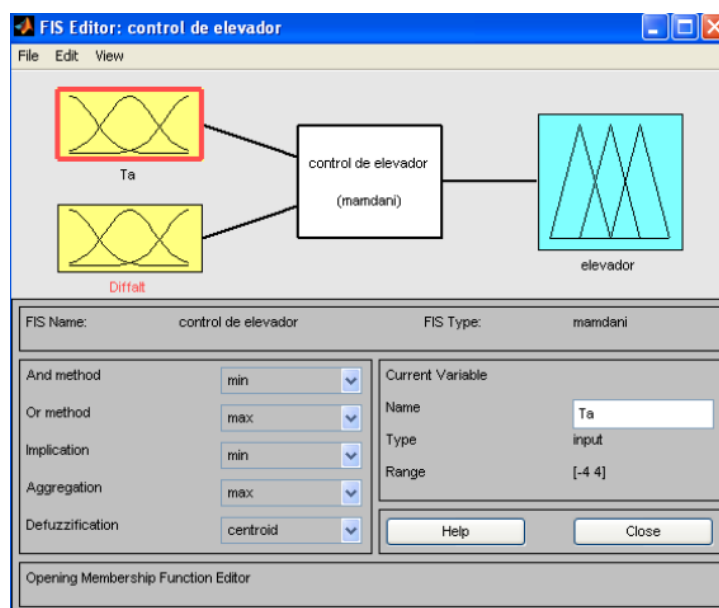 FIS Editor: control de elevador
File Edit View
Ta
control de elevador
(mamdani)
Diffalt
elevador
FIS Name: control de elevador FIS Type: mamdani
And method min
Or method max
Implication min
Aggregation max
Defuzzification centroid
Current Variable
Name Ta
Type input
Range [-4 4]
Help Close
Opening Membership Function Editor